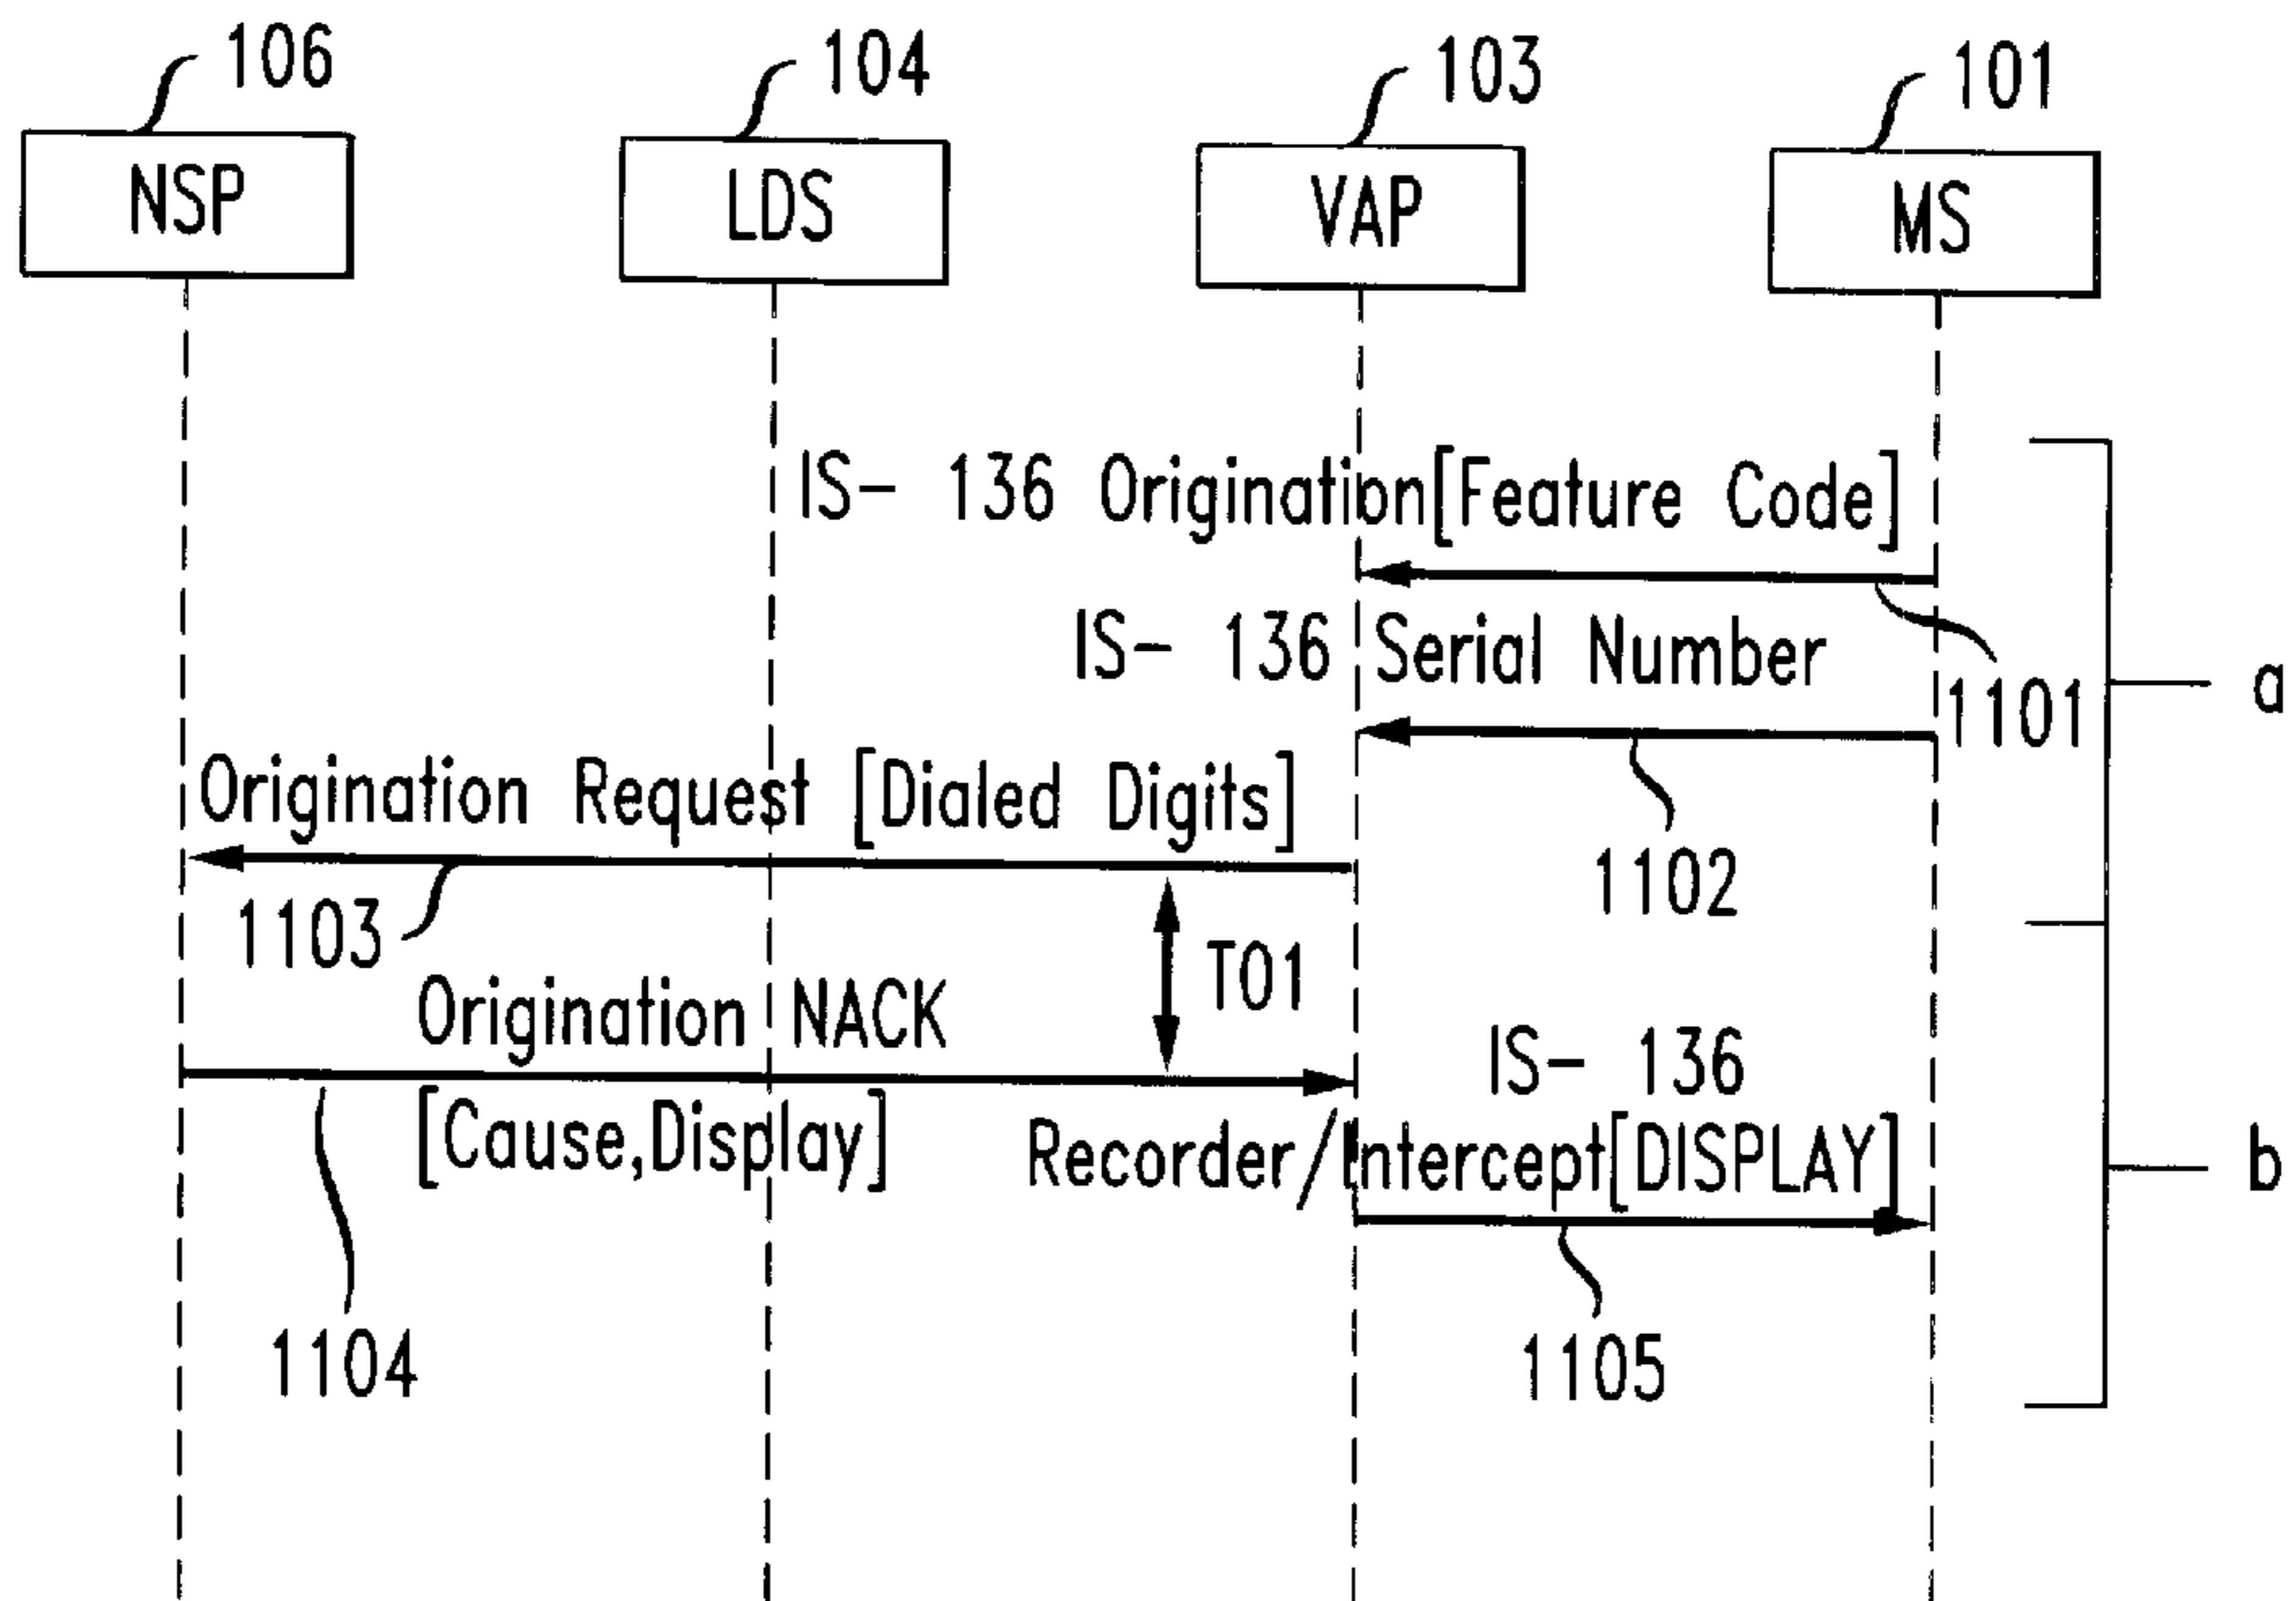 106
104
103
101
NSP
LDS
VAP
MS
IS- 136 Origination[Feature Code]
IS- 136 Serial Number
1101
a
Origination Request [Dialed Digits]
1102
1103
T01
Origination NACK
[Cause,Display]
IS- 136
Recorder/Intercept[DISPLAY]
b
1104
1105